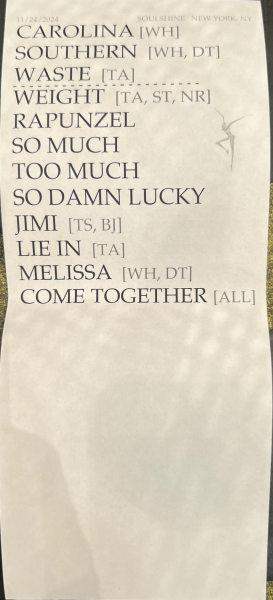 11/24/2024 SOULSHINE NEW YORK, NY
CAROLINA [WH]
SOUTHERN [WH, DT]
WASTE [TA]
WEIGHT [TA, ST, NR]
RAPUNZEL
SO MUCH
TOO MUCH
SO DAMN LUCKY
JIMI [TS, BJ]
LIE IN [TA]
MELISSA [WH, DT]
COME TOGETHER [ALL]